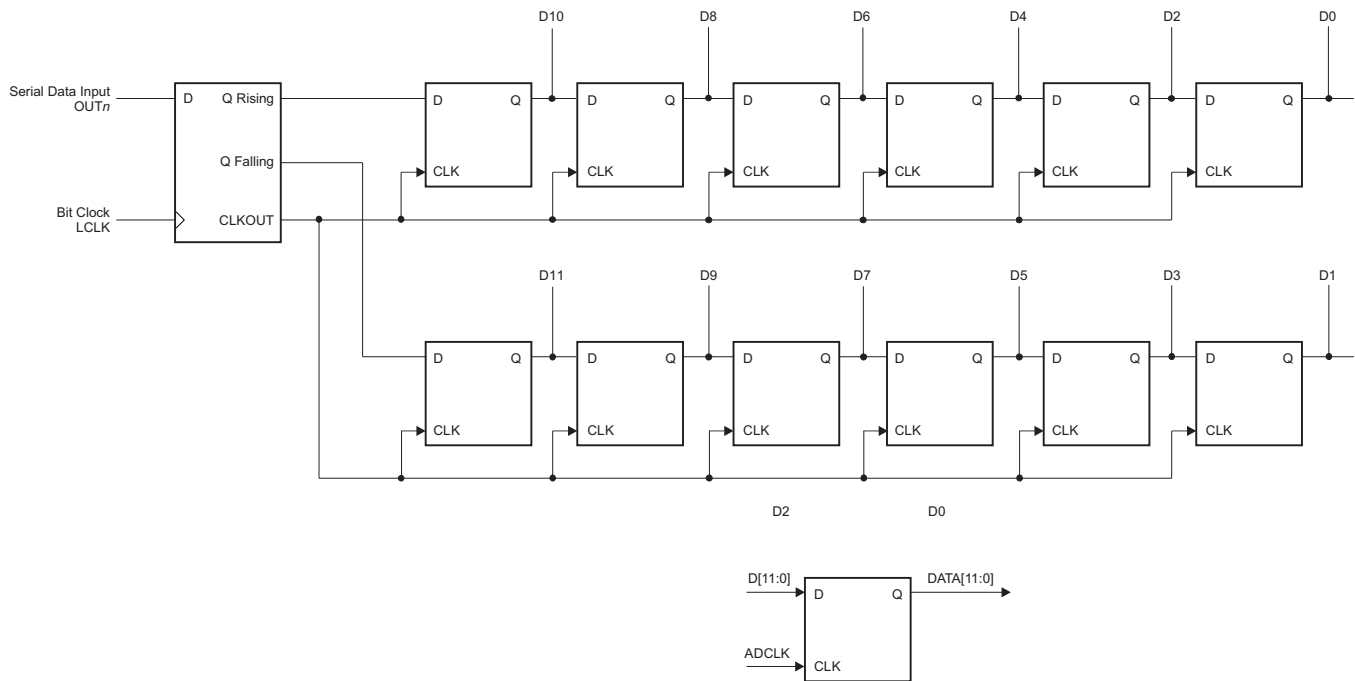 D10 D8 D6 D4 D2 D0
Serial Data Input
OUTn
D Q Rising
D Q D Q D Q D Q D Q D Q
Q Falling
CLK CLK CLK CLK CLK CLK
Bit Clock
LCLK
CLKOUT
D11 D9 D7 D5 D3 D1
D Q D Q D Q D Q D Q D Q
CLK CLK CLK CLK CLK CLK
D2 D0
D[11:0] D Q DATA[11:0]
ADCLK CLK